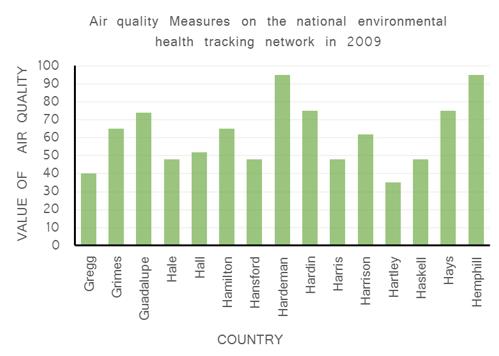 Air quality Measures on the national environmental
health tracking network in 2009
VALUE OF AIR QUALITY
100
90
80
70
60
50
40
30
20
10
0
Gregg
Grimes
Guadalupe
Hale
Hall
Hamilton
Hansford
Hardeman
Hardin
Harris
Harrison
Hartley
Haskell
Hays
Hemphill
COUNTRY